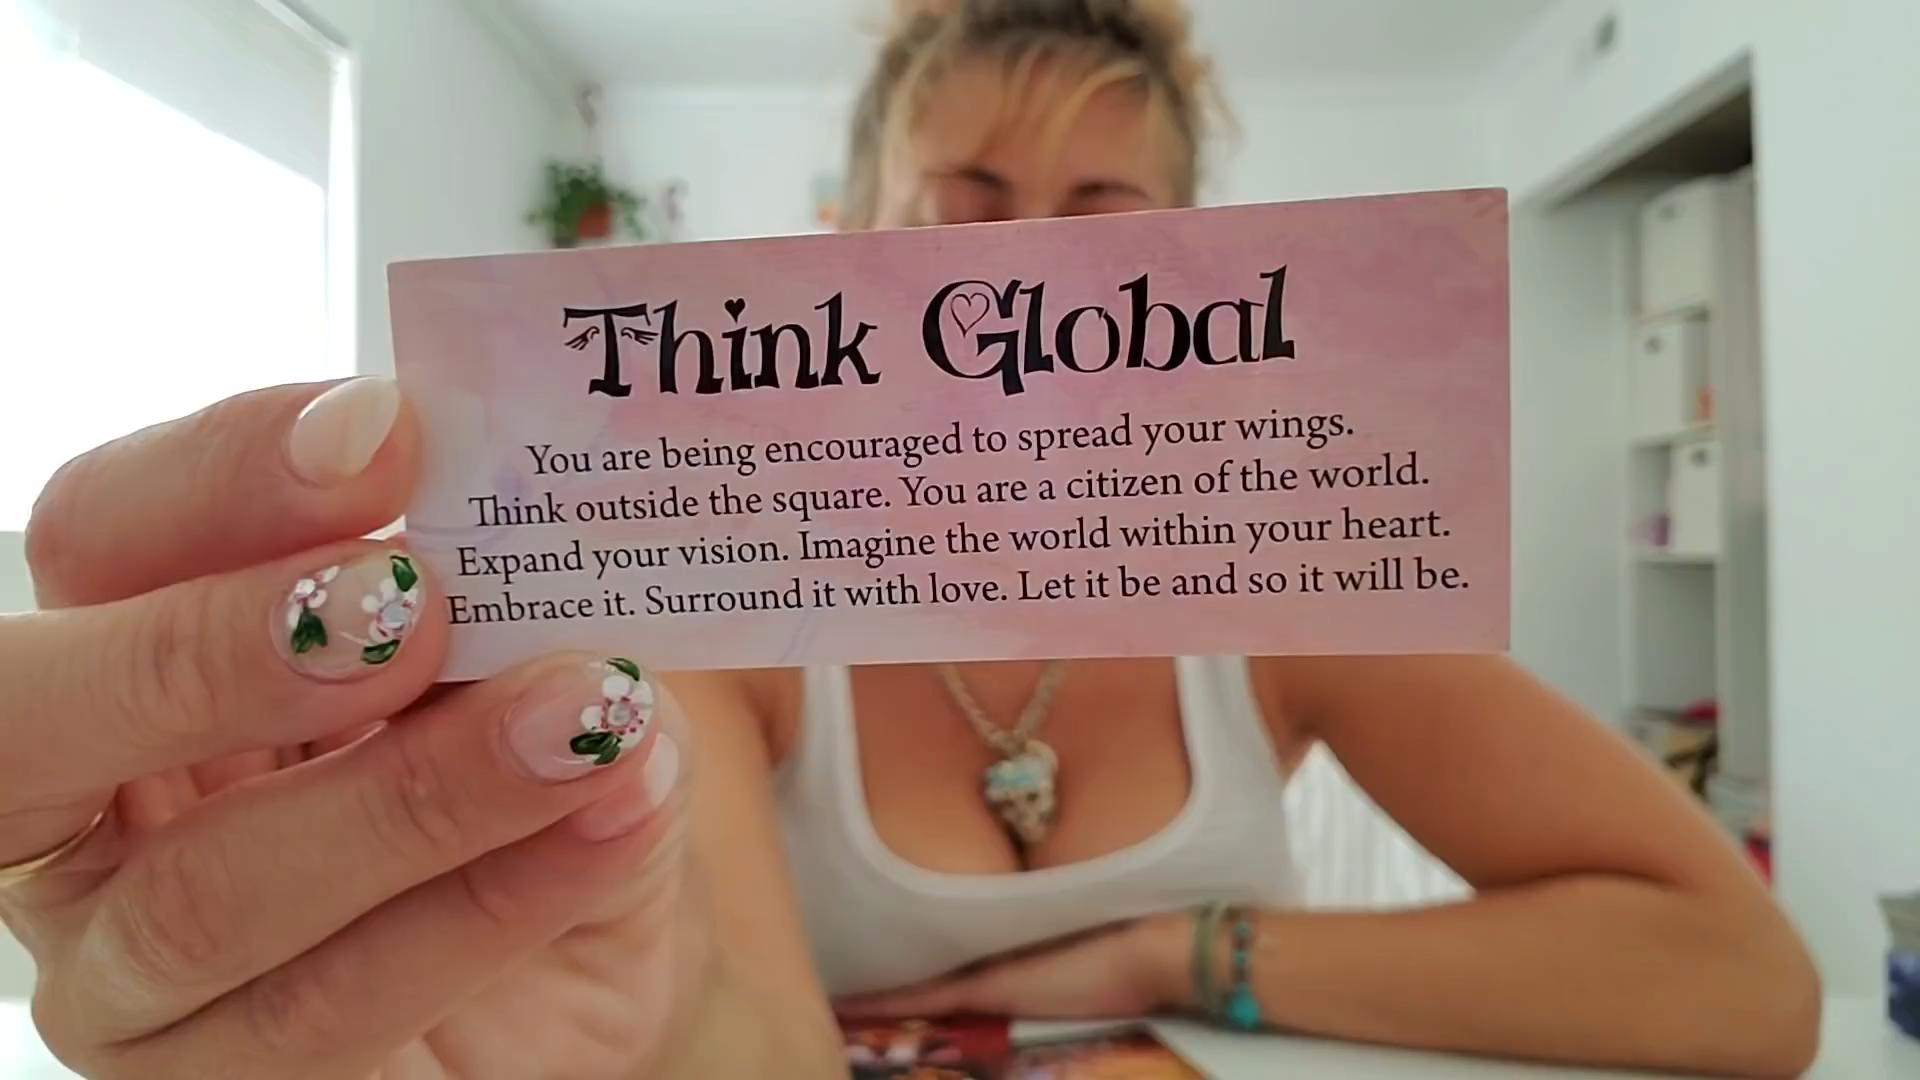 Think Global
You are being encouraged to spread your wings.
Think outside the square. You are a citizen of the world.
Expand your vision. Imagine the world within your heart.
Embrace it. Surround it with love. Let it be and so it will be.